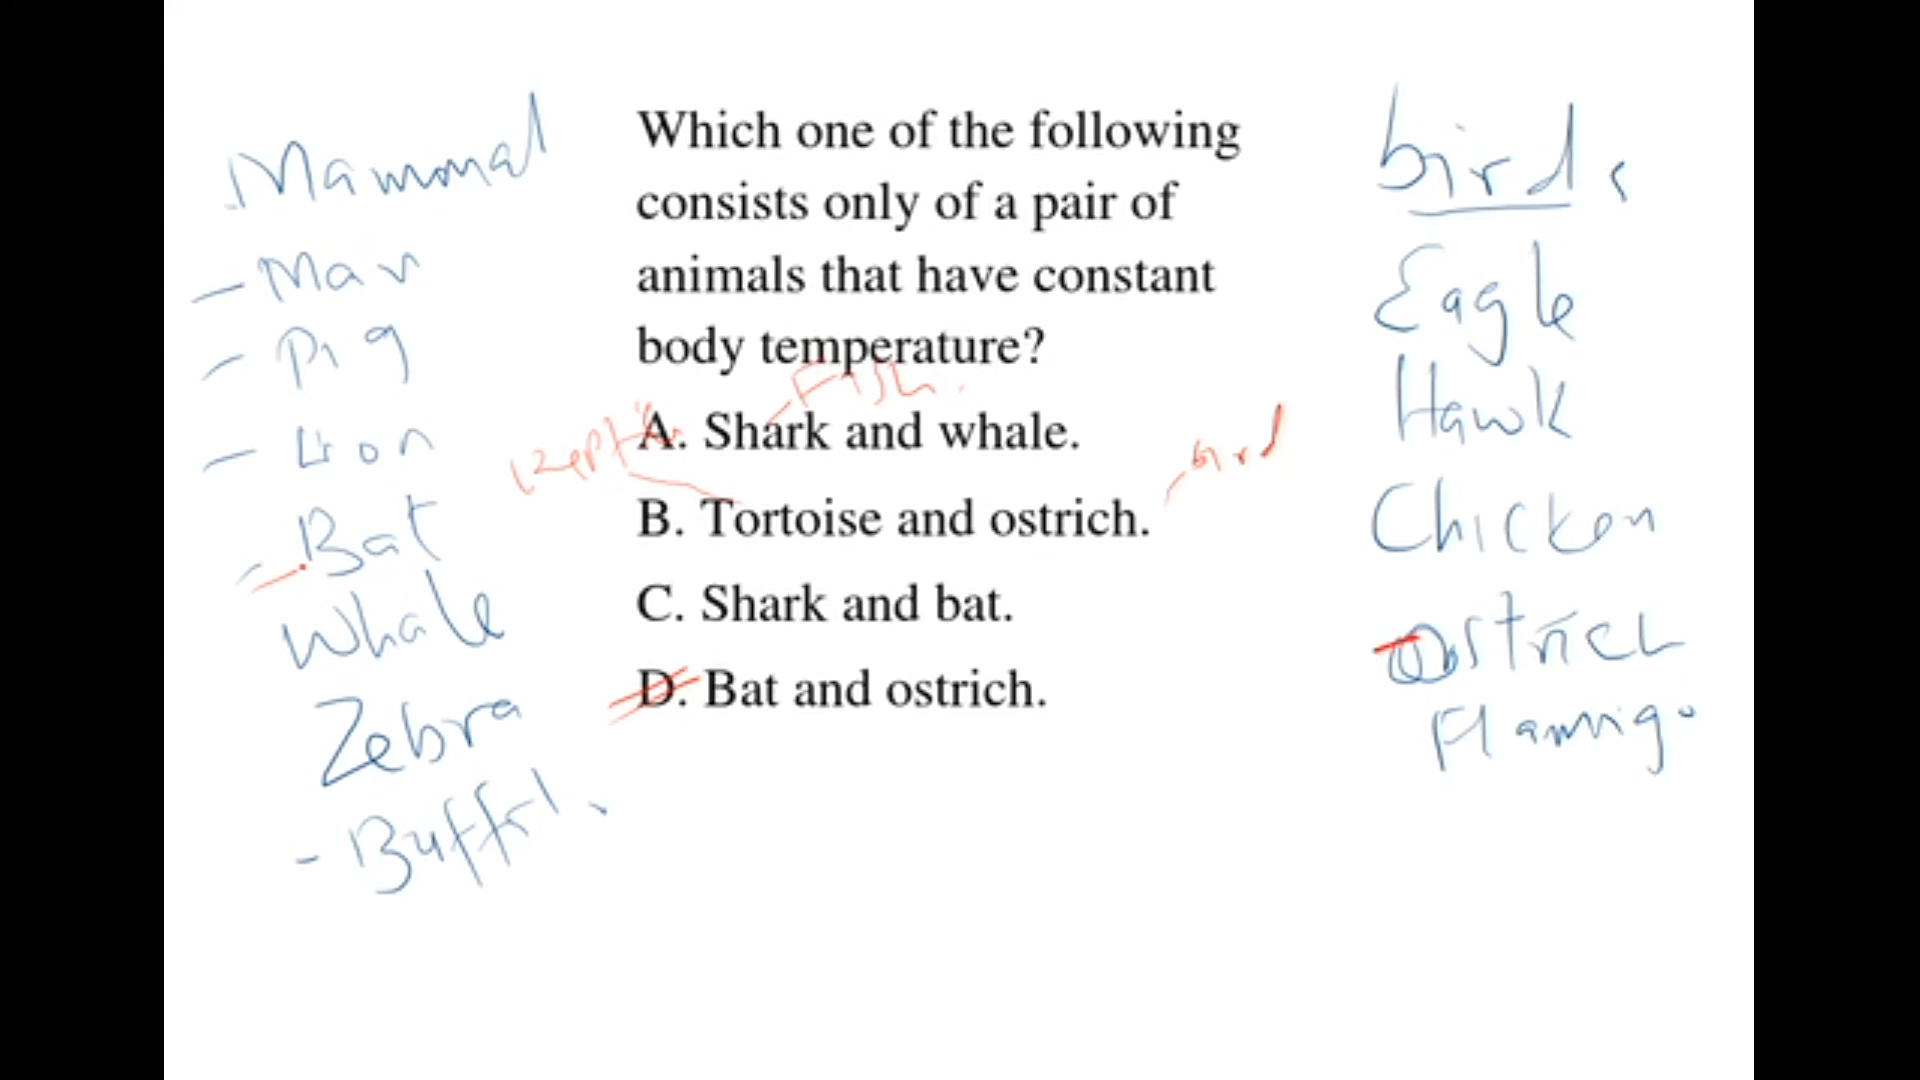 Mammal
- Man
- Pig
- Lion
- Bat
Whale
Zebra
Which one of the following
consists only of a pair of
animals that have constant
body temperature?
Fish
A. Shark and whale.
bird
B. Tortoise and ostrich.
C. Shark and bat.
D. Bat and ostrich.
birds
Eagle
Hawk
Chicken
Ostrich